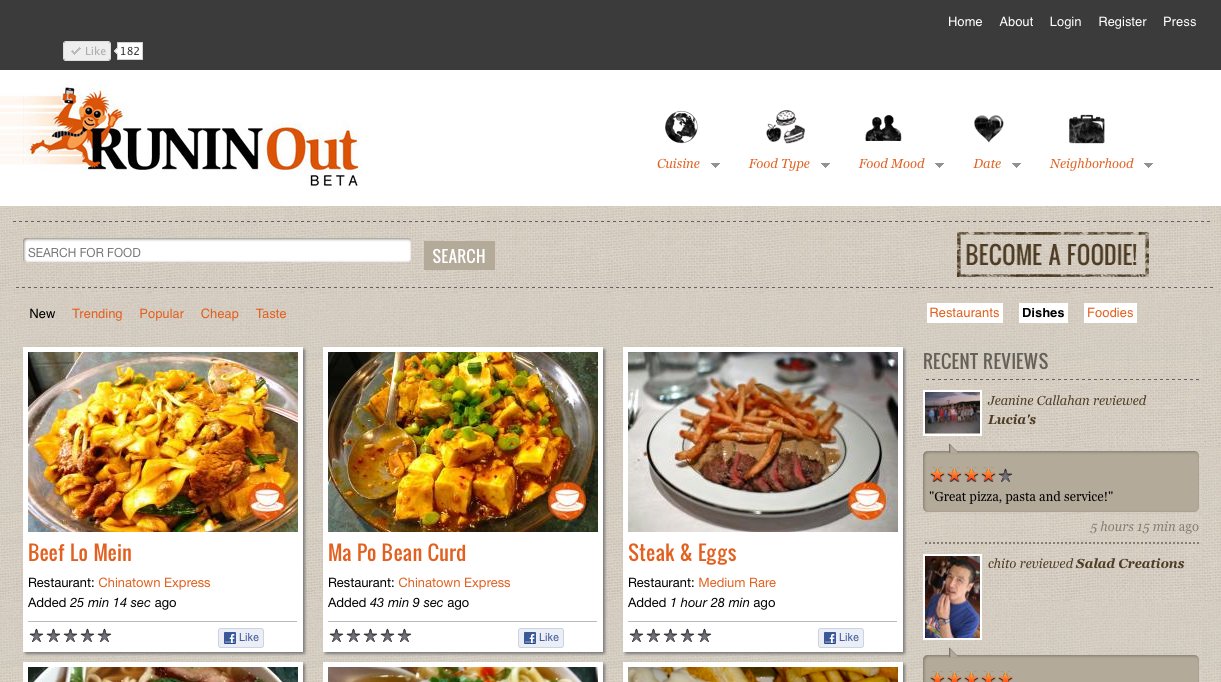 Home About Login Register Press
Like 182
RUNINOut
BETA
Cuisine Food Type Food Mood Date Neighborhood
SEARCH FOR FOOD SEARCH BECOME A FOODIE!
New Trending Popular Cheap Taste
Restaurants Dishes Foodies
Beef Lo Mein
Restaurant: Chinatown Express
Added 25 min 14 sec ago
Like
Ma Po Bean Curd
Restaurant: Chinatown Express
Added 43 min 9 sec ago
Like
Steak & Eggs
Restaurant: Medium Rare
Added 1 hour 28 min ago
Like
RECENT REVIEWS
Jeanine Callahan reviewed
Lucia's
"Great pizza, pasta and service!"
5 hours 15 min ago
chito reviewed Salad Creations